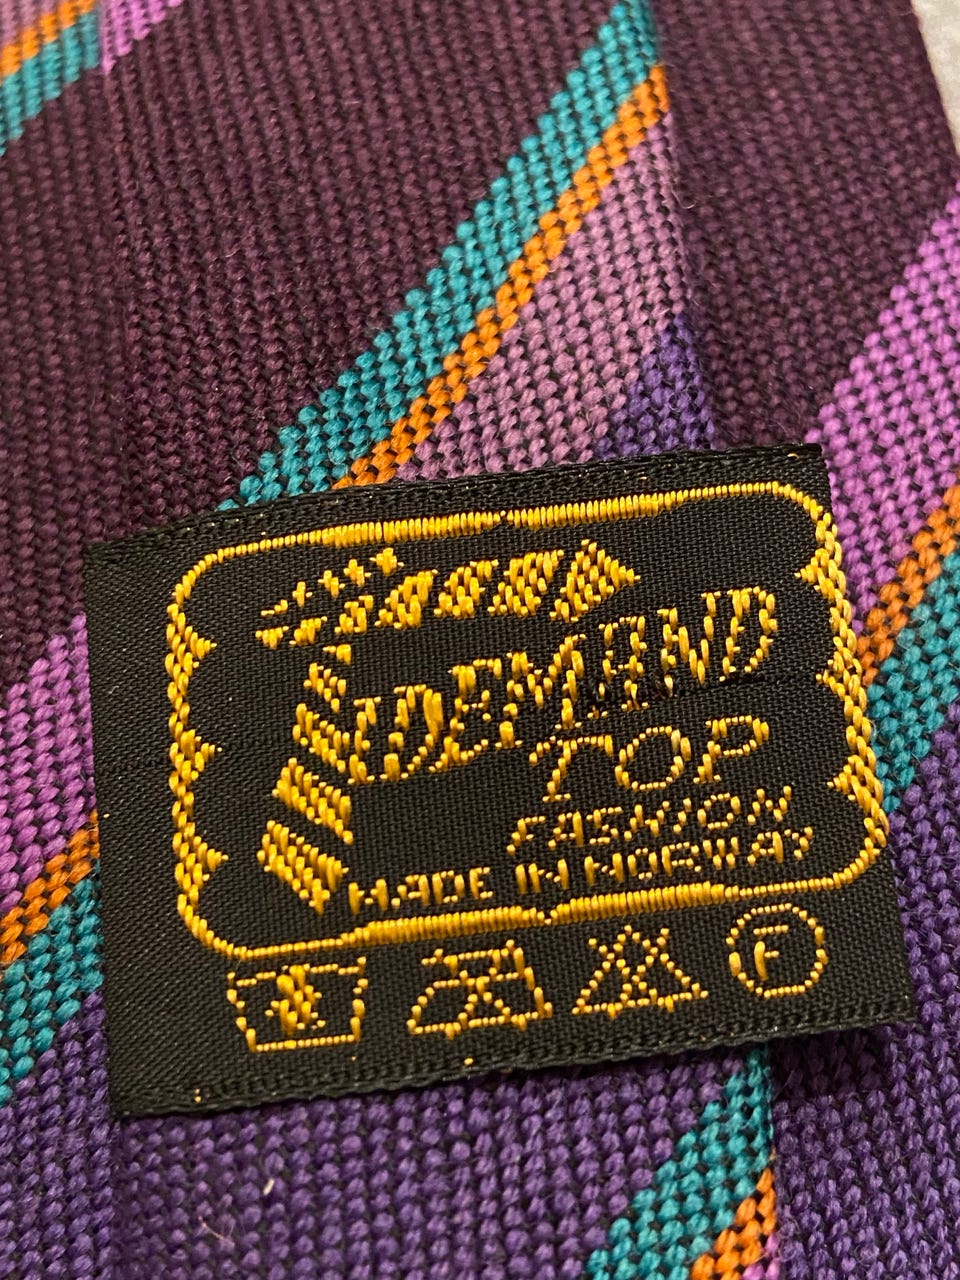 DEMAND
TOP
FASHION
MADE IN NORWAY
F